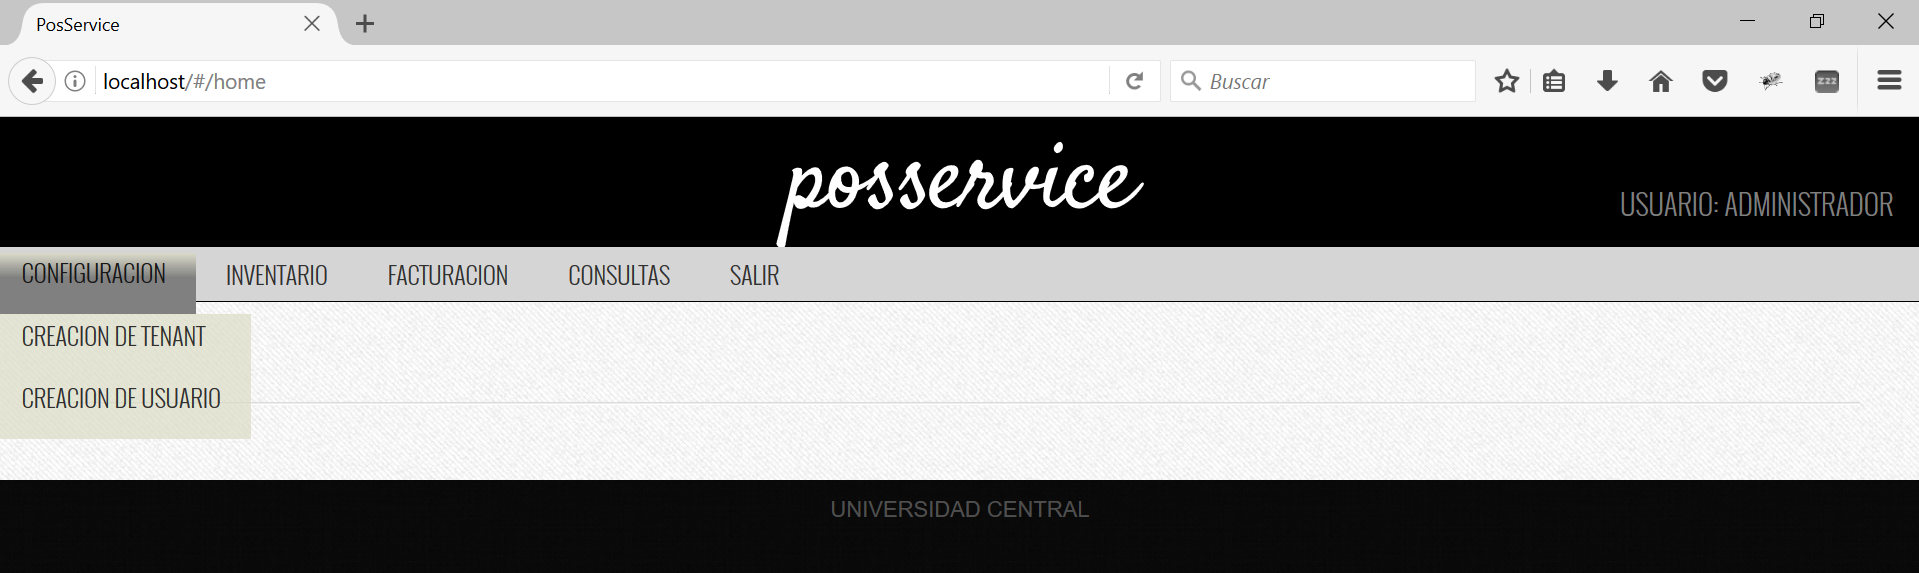 PosService
localhost/#/home
Buscar
zzz
posservice
USUARIO: ADMINISTRADOR
CONFIGURACION INVENTARIO FACTURACION CONSULTAS SALIR
CREACION DE TENANT
CREACION DE USUARIO
UNIVERSIDAD CENTRAL